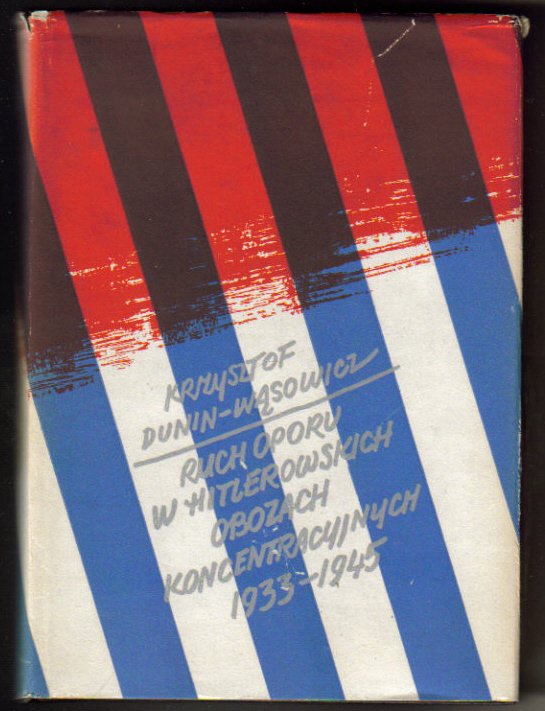 KRZYSZTOF
DUNIN-WĄSOWICZ
RUCH OPORU
W HITLEROWSKICH
OBOZACH
KONCENTRACYJNYCH
1933-1945